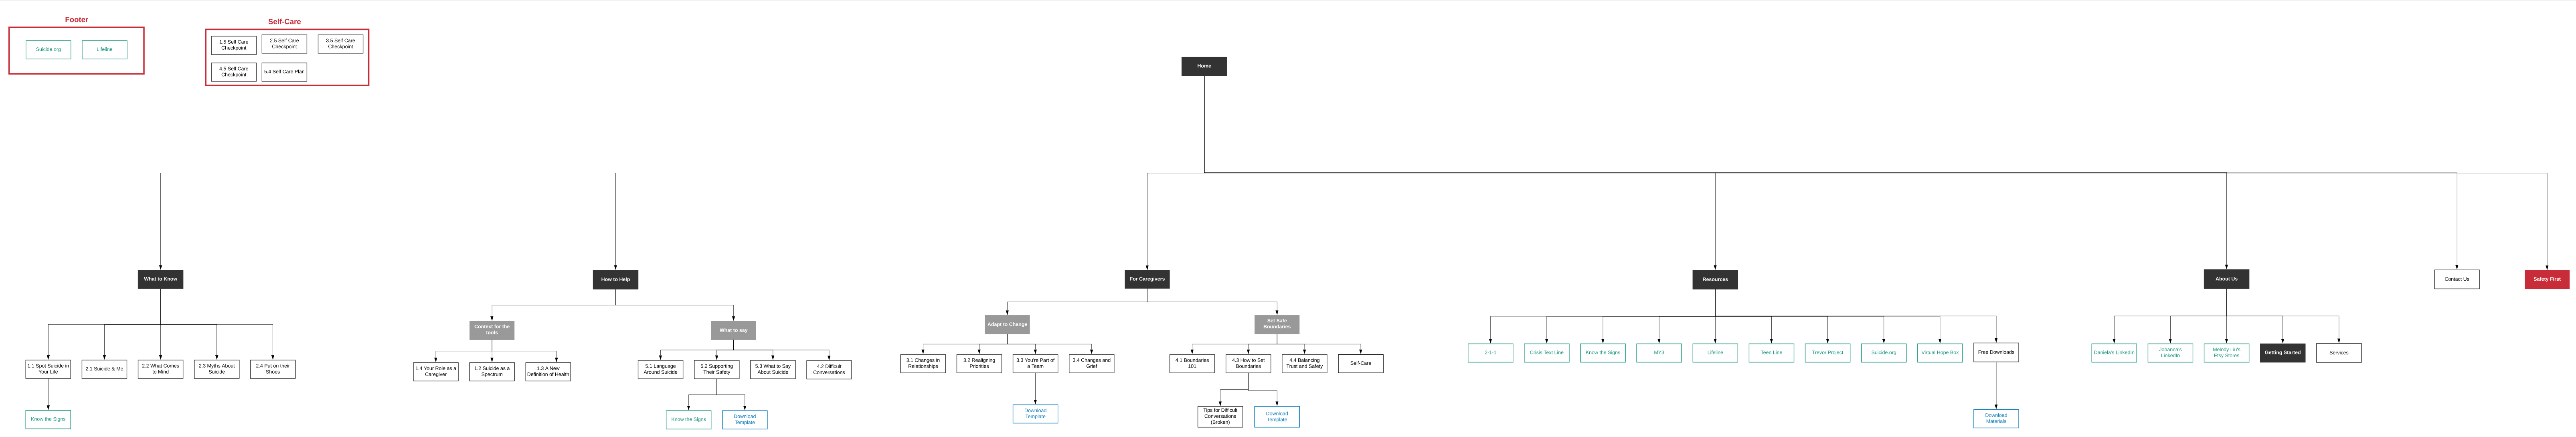 Footer
Suicide.org
Lifeline
Self-Care
1.5 Self Care
Checkpoint
2.5 Self Care
Checkpoint
3.5 Self Care
Checkpoint
4.5 Self Care
Checkpoint
5.4 Self Care Plan
Home
What to Know
How to Help
For Caregivers
Resources
About Us
Contact Us
Safety First
1.1 Spot Suicide in
Your Life
2.1 Suicide & Me
2.2 What Comes
to Mind
2.3 Myths About
Suicide
2.4 Put on their
Shoes
Know the Signs
Context for the
tools
What to say
1.4 Your Role as a
Caregiver
1.2 Suicide as a
Spectrum
1.3 A New
Definition of Health
5.1 Language
Around Suicide
5.2 Supporting
Their Safety
5.3 What to Say
About Suicide
4.2 Difficult
Conversations
Know the Signs
Download
Template
Adapt to Change
Set Safe
Boundaries
3.1 Changes in
Relationships
3.2 Realigning
Priorities
3.3 You're Part of
a Team
3.4 Changes and
Grief
Download
Template
4.1 Boundaries
101
4.3 How to Set
Boundaries
4.4 Balancing
Trust and Safety
Self-Care
Tips for Difficult
Conversations
(Broken)
Download
Template
2-1-1
Crisis Text Line
Know the Signs
MY3
Lifeline
Teen Line
Trevor Project
Suicide.org
Virtual Hope Box
Free Downloads
Download
Materials
Daniela's LinkedIn
Johanna's
LinkedIn
Melody Liu's
Etsy Stores
Getting Started
Services